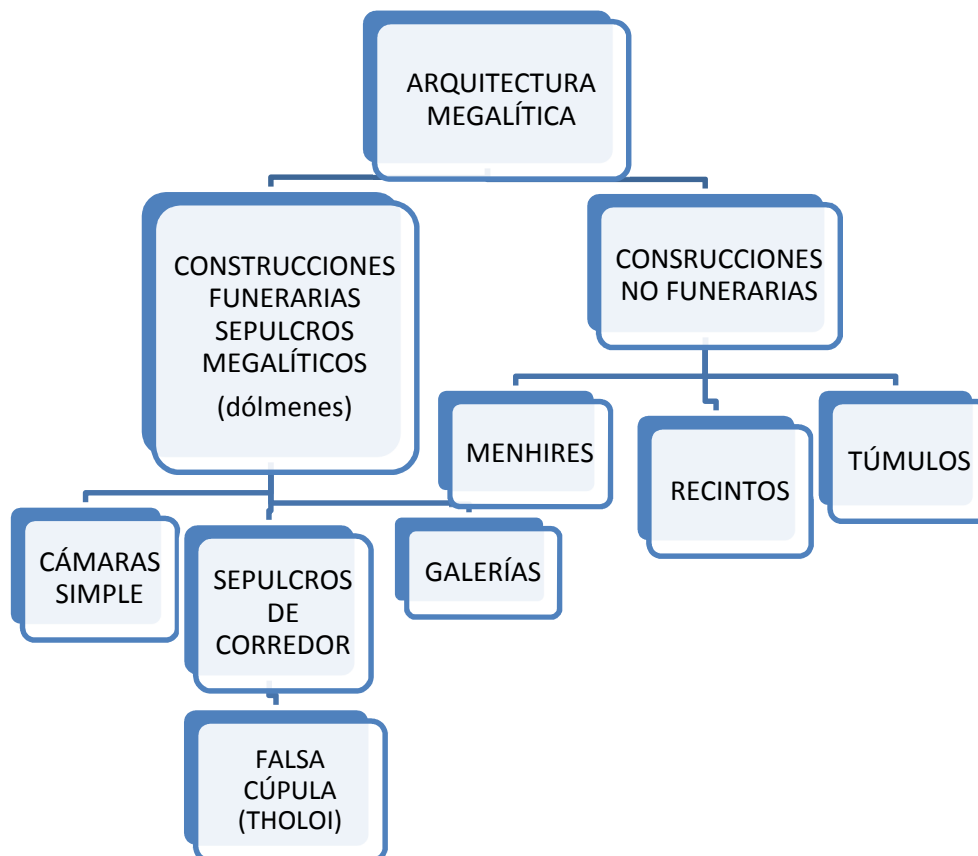 ARQUITECTURA
MEGALÍTICA
CONSTRUCCIONES
FUNERARIAS
SEPULCROS
MEGALÍTICOS
(dólmenes)
CONSRUCCIONES
NO FUNERARIAS
MENHIRES
RECINTOS
TÚMULOS
CÁMARAS
SIMPLE
SEPULCROS
DE
CORREDOR
GALERÍAS
FALSA
CÚPULA
(THOLOI)